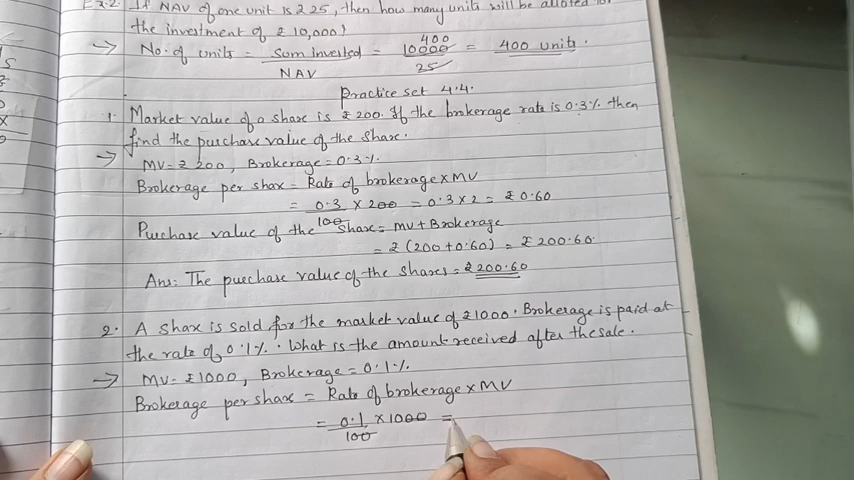 Ex.2. If NAV of one unit is ₹25, then how many units will be alloted for
the investment of ₹10,000?
→ No. of units = Sum invested / NAV = 10000 / 25 400 = 400 units.
Practice set 4.4.
1. Market value of a share is ₹200. If the brokerage rate is 0.3% then
find the purchase value of the share.
→ MV = ₹200, Brokerage = 0.3%.
Brokerage per share = Rate of brokerage × MV
= 0.3 / 100 × 200 = 0.3 × 2 = ₹0.60
Purchase value of the share = MV + Brokerage
= ₹(200 + 0.60) = ₹200.60.
Ans: The purchase value of the shares = ₹200.60
2. A share is sold for the market value of ₹1000. Brokerage is paid at
the rate of 0.1%. What is the amount received after the sale.
→ MV = ₹1000, Brokerage = 0.1%.
Brokerage per share = Rate of brokerage × MV
= 0.1 / 100 × 1000 =